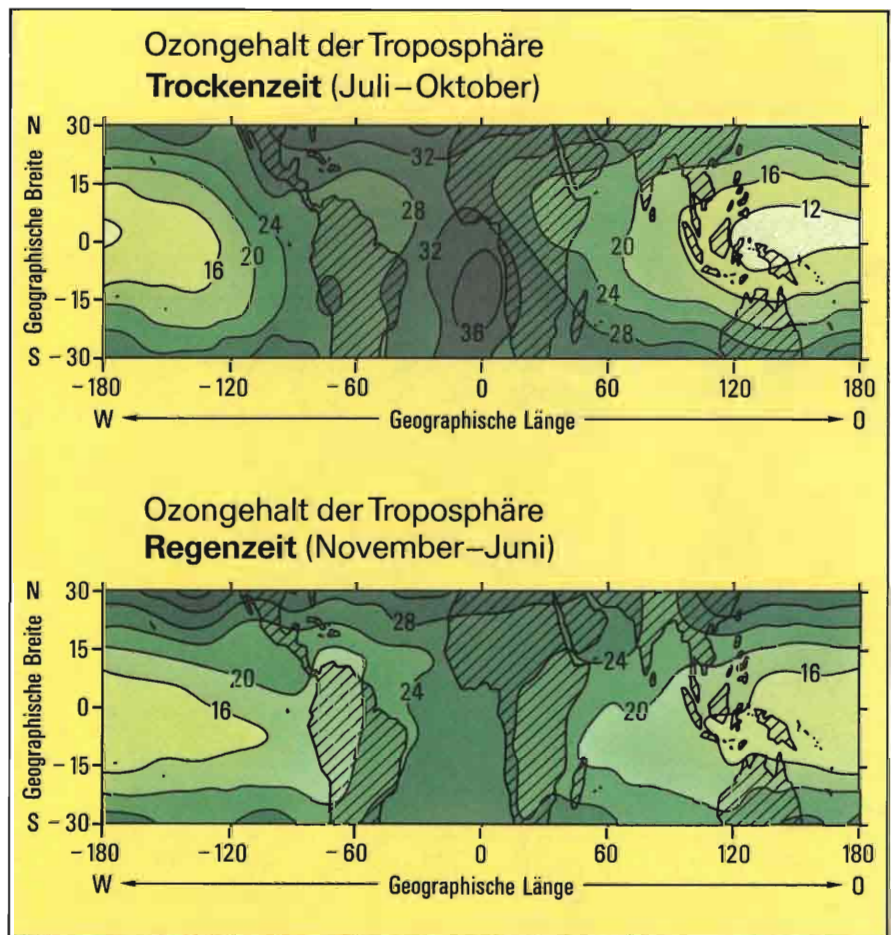 Ozongehalt der Troposphäre
Trockenzeit (Juli–Oktober)
N
30
15
0
-15
S -30
Geographische Breite
32
28
24
20
16
32
36
20
24
28
16
12
-180 -120 -60 0 60 120 180
W Geographische Länge O
Ozongehalt der Troposphäre
Regenzeit (November–Juni)
N
30
15
0
-15
S -30
Geographische Breite
28
20
24
16
24
20
16
-180 -120 -60 0 60 120 180
W Geographische Länge O